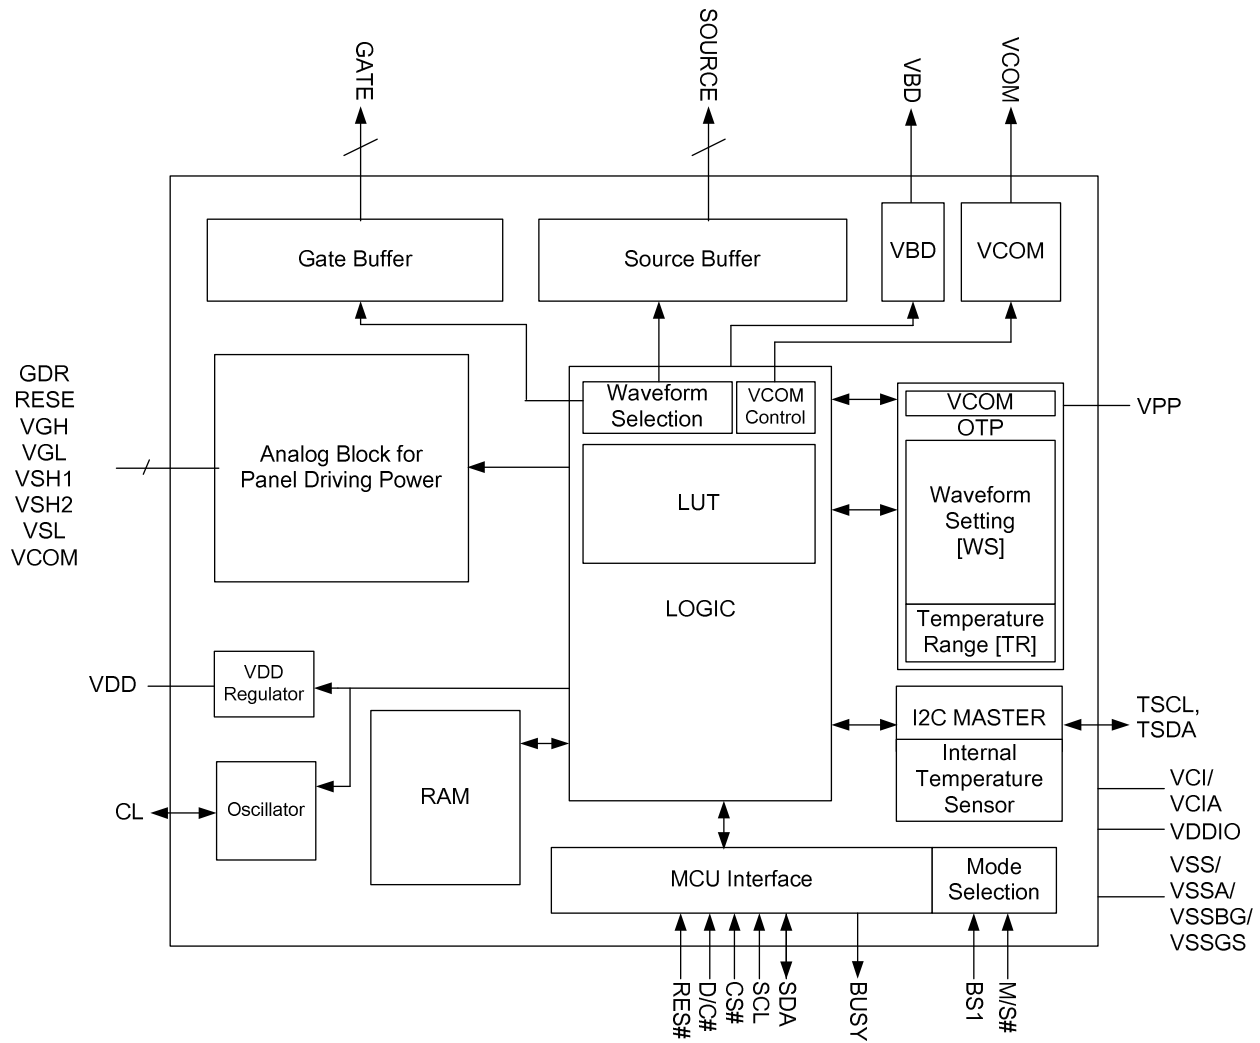 GATE
SOURCE
VBD
VCOM
Gate Buffer
Source Buffer
VBD
VCOM
GDR
RESE
VGH
VGL
VSH1
VSH2
VSL
VCOM
Analog Block for
Panel Driving Power
Waveform
Selection
VCOM
Control
LUT
LOGIC
VCOM
OTP
Waveform
Setting
[WS]
Temperature
Range [TR]
VPP
VDD
VDD
Regulator
CL
Oscillator
RAM
I2C MASTER
Internal
Temperature
Sensor
TSCL,
TSDA
VCI/
VCIA
VDDIO
VSS/
VSSA/
VSSBG/
VSSGS
MCU Interface
Mode
Selection
RES#
D/C#
CS#
SCL
SDA
BUSY
BS1
M/S#